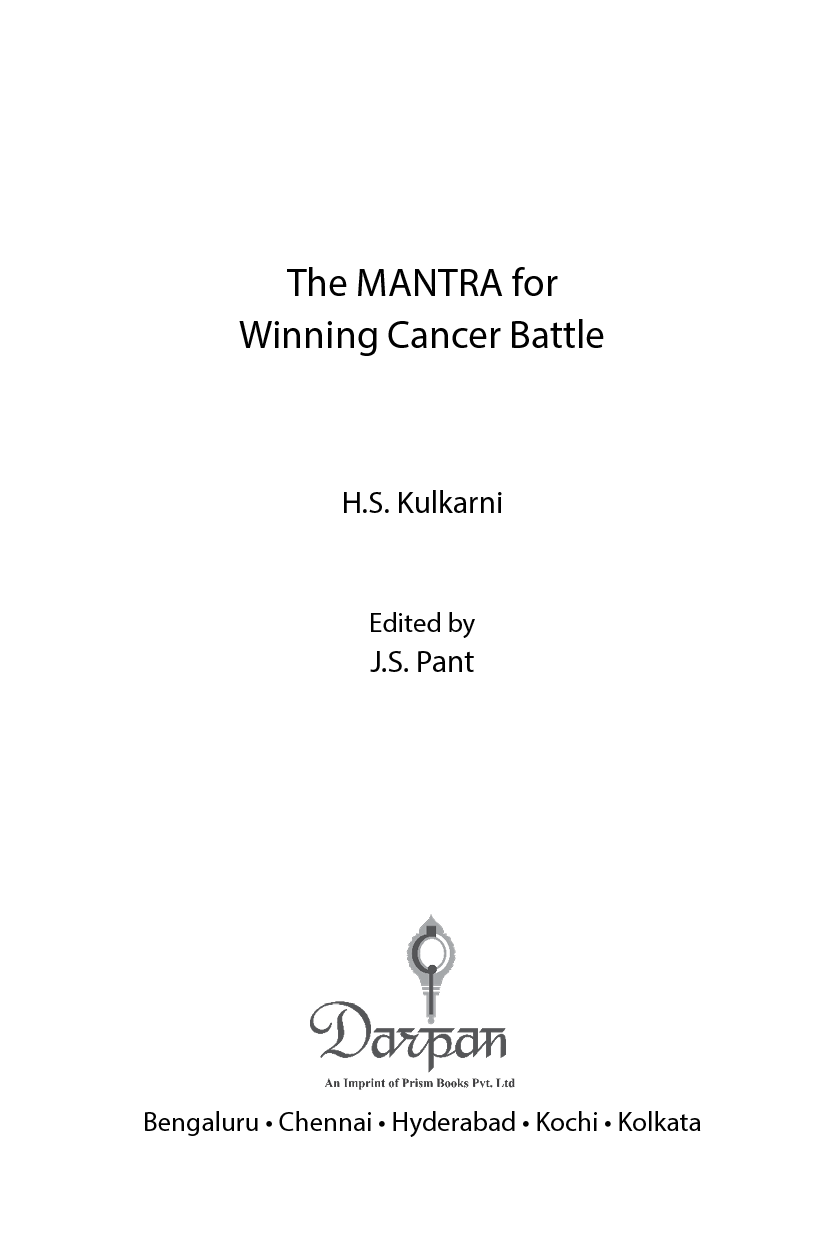 The MANTRA for
Winning Cancer Battle
H.S. Kulkarni
Edited by
J.S. Pant
Darpan
An Imprint of Prism Books Pvt. Ltd
Bengaluru • Chennai • Hyderabad • Kochi • Kolkata